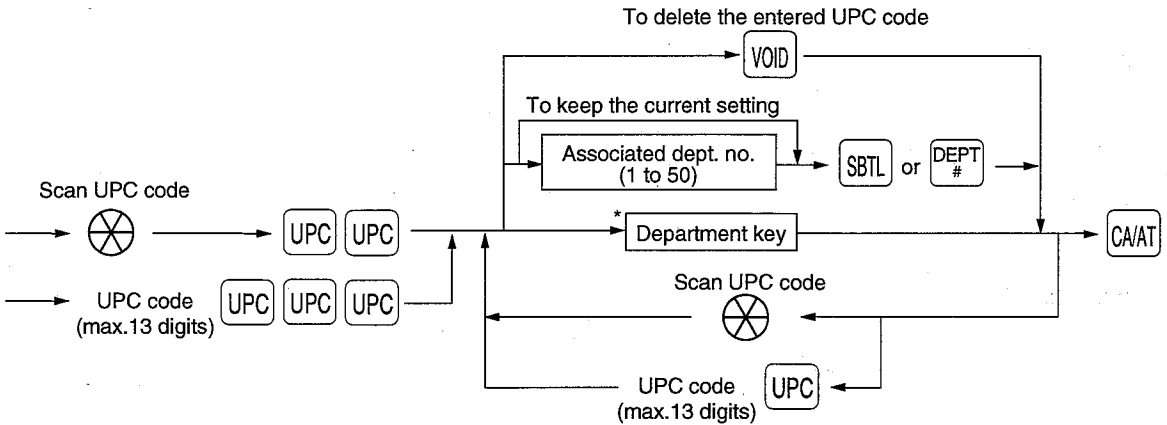 To delete the entered UPC code
VOID
To keep the current setting
Associated dept. no.
(1 to 50)
SBTL or DEPT #
Scan UPC code
UPC UPC
* Department key
CA/AT
UPC code
(max.13 digits)
UPC UPC UPC
Scan UPC code
UPC code
(max.13 digits)
UPC